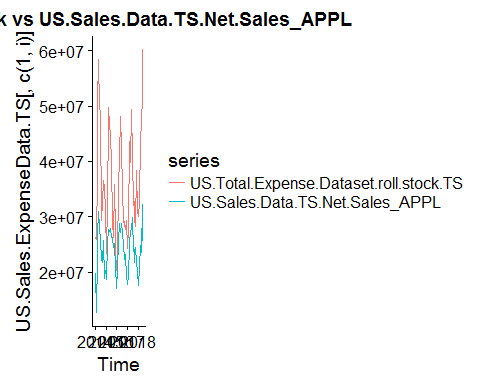 k vs US.Sales.Data.TS.Net.Sales_APPL
US.Sales.ExpenseData.TS[, c(1, i)]
6e+07
5e+07
4e+07
3e+07
2e+07
series
US.Total.Expense.Dataset.roll.stock.TS
US.Sales.Data.TS.Net.Sales_APPL
Time